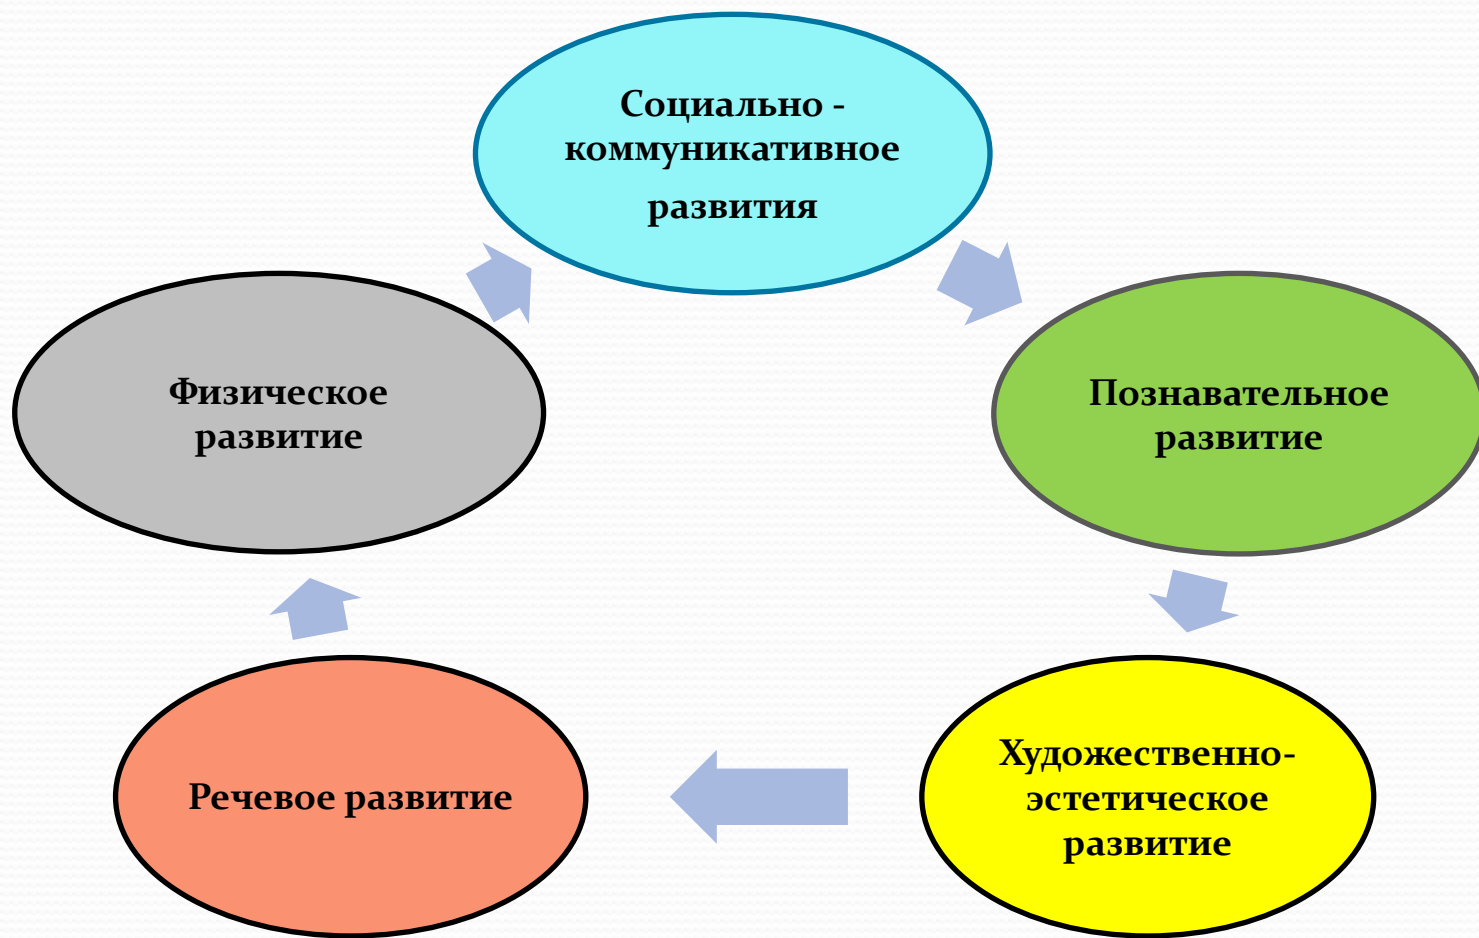 Социально -
коммуникативное
развития
Познавательное
развитие
Художественно-
эстетическое
развитие
Речевое развитие
Физическое
развитие